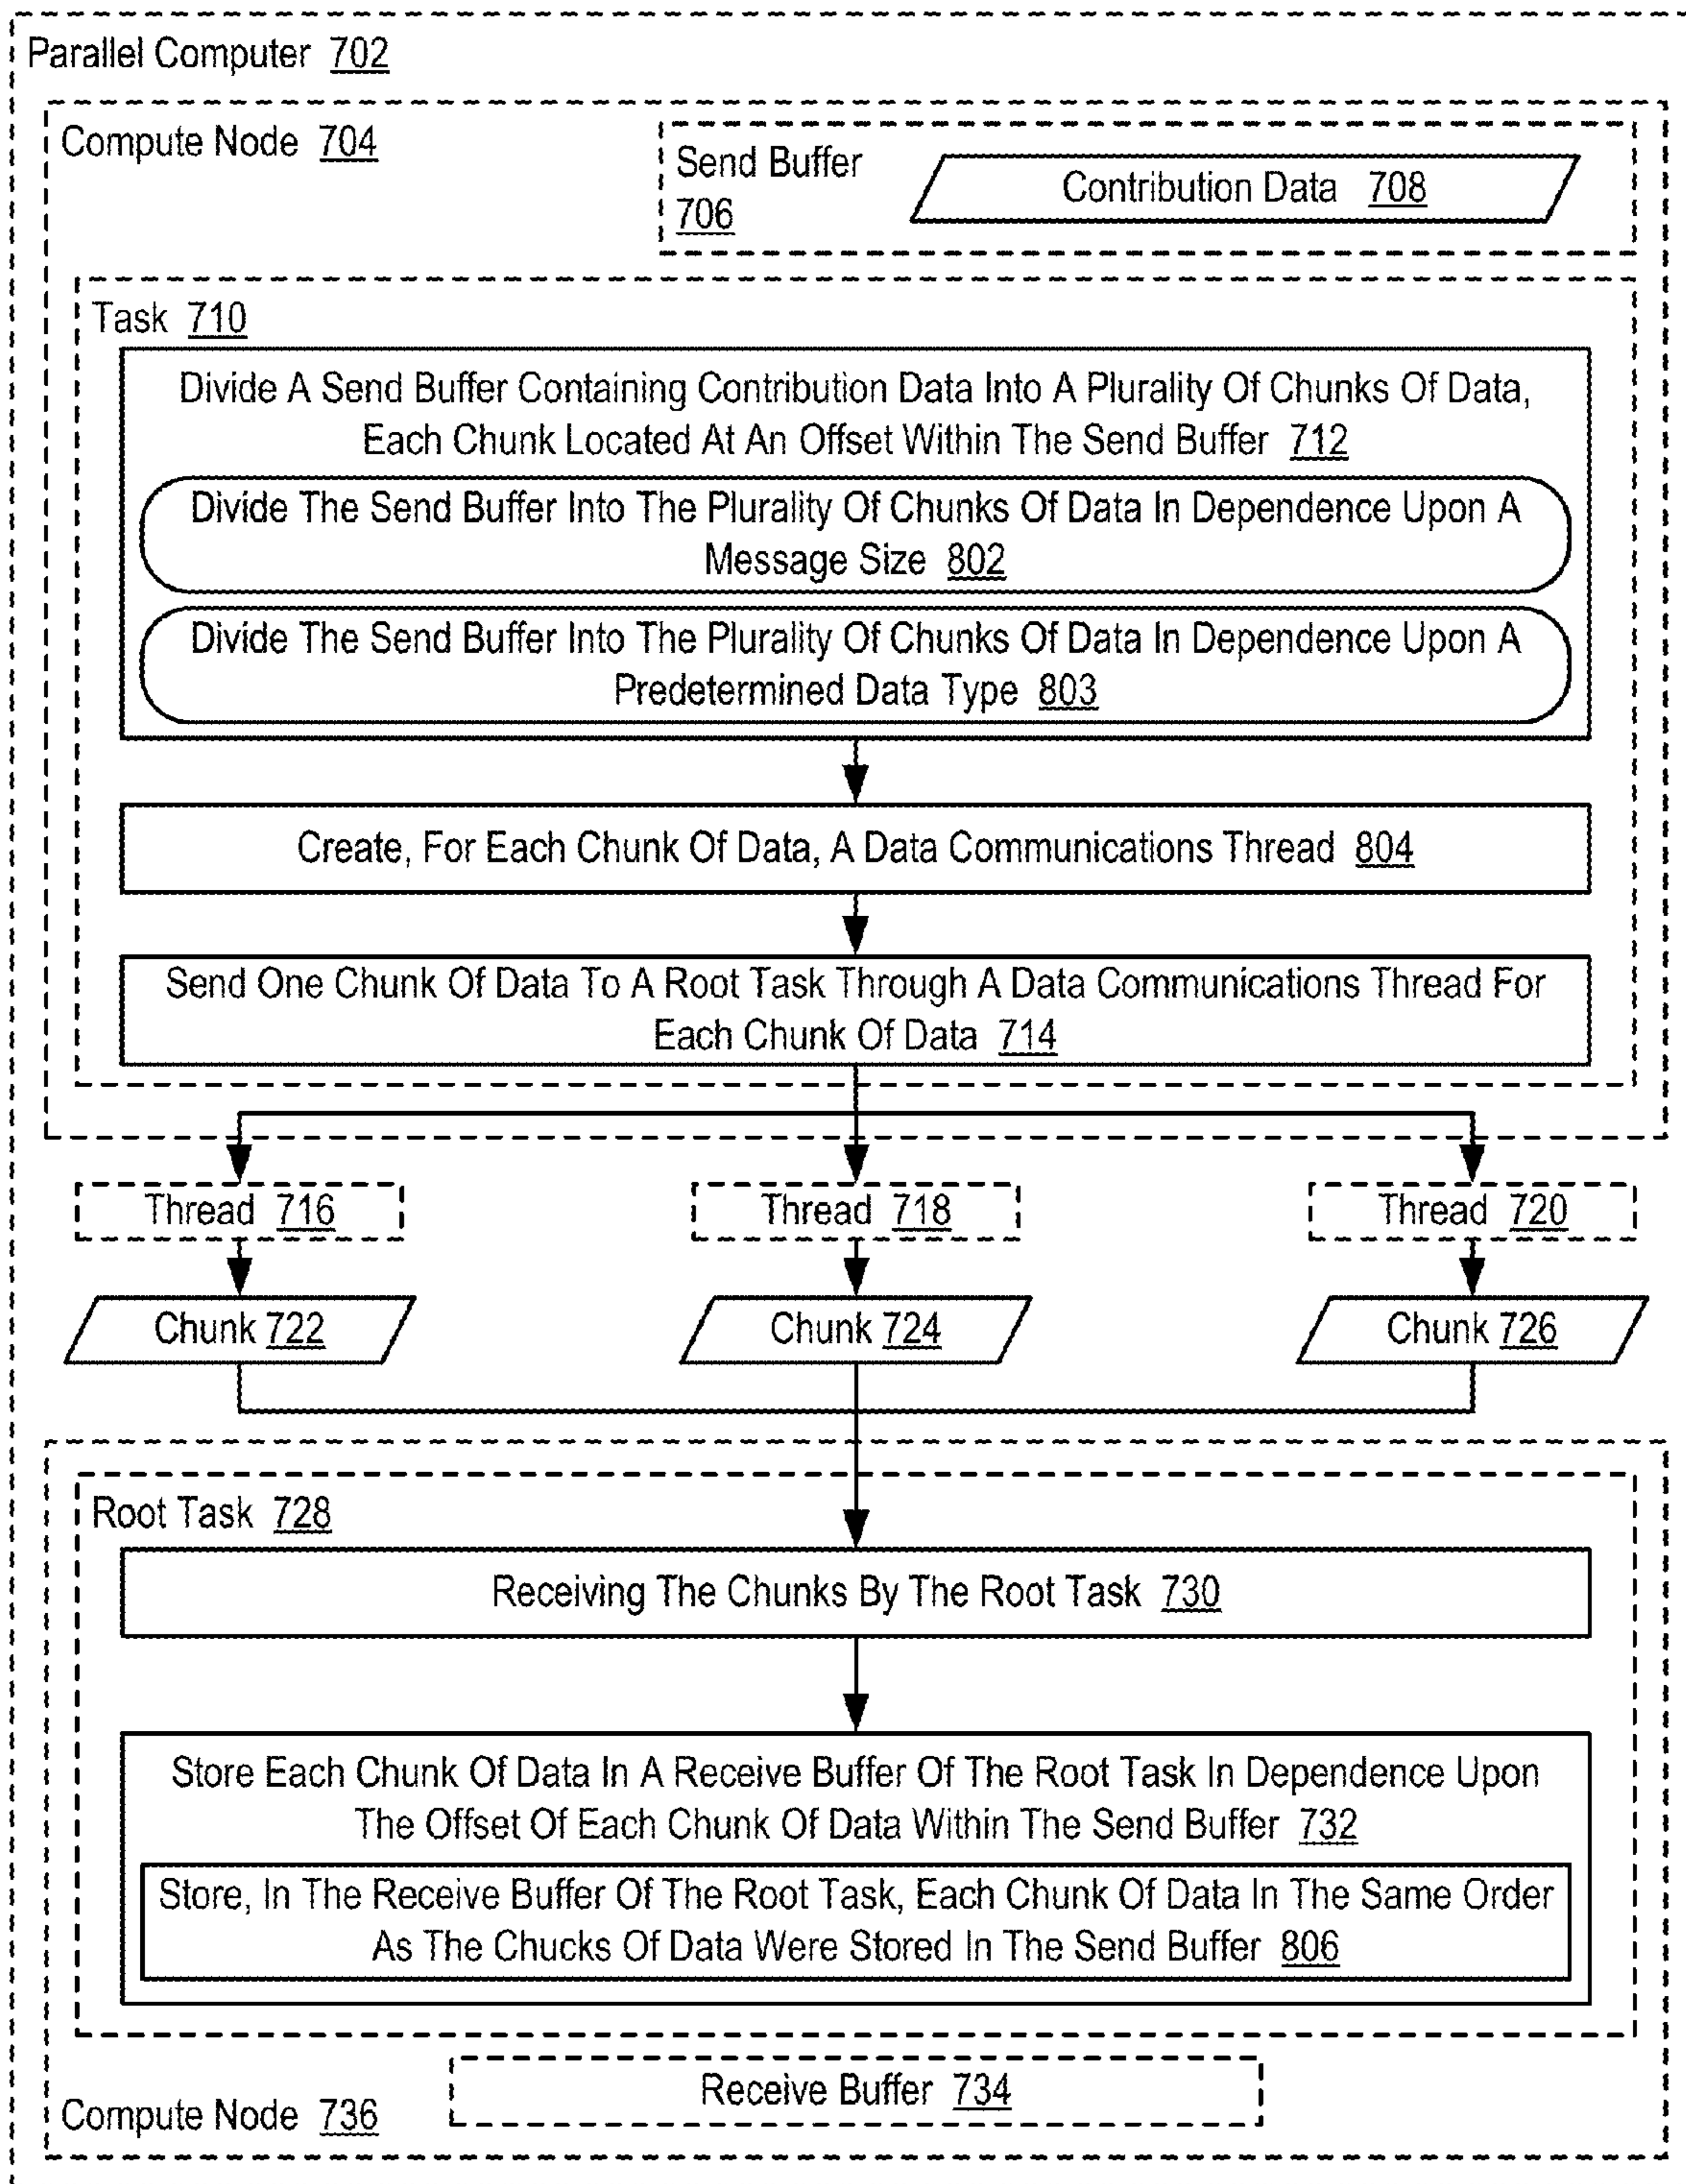 Parallel Computer 702
Compute Node 704
Send Buffer
706
Contribution Data 708
Task 710
Divide A Send Buffer Containing Contribution Data Into A Plurality Of Chunks Of Data,
Each Chunk Located At An Offset Within The Send Buffer 712
Divide The Send Buffer Into The Plurality Of Chunks Of Data In Dependence Upon A
Message Size 802
Divide The Send Buffer Into The Plurality Of Chunks Of Data In Dependence Upon A
Predetermined Data Type 803
Create, For Each Chunk Of Data, A Data Communications Thread 804
Send One Chunk Of Data To A Root Task Through A Data Communications Thread For
Each Chunk Of Data 714
Thread 716
Thread 718
Thread 720
Chunk 722
Chunk 724
Chunk 726
Root Task 728
Receiving The Chunks By The Root Task 730
Store Each Chunk Of Data In A Receive Buffer Of The Root Task In Dependence Upon
The Offset Of Each Chunk Of Data Within The Send Buffer 732
Store, In The Receive Buffer Of The Root Task, Each Chunk Of Data In The Same Order
As The Chucks Of Data Were Stored In The Send Buffer 806
Receive Buffer 734
Compute Node 736